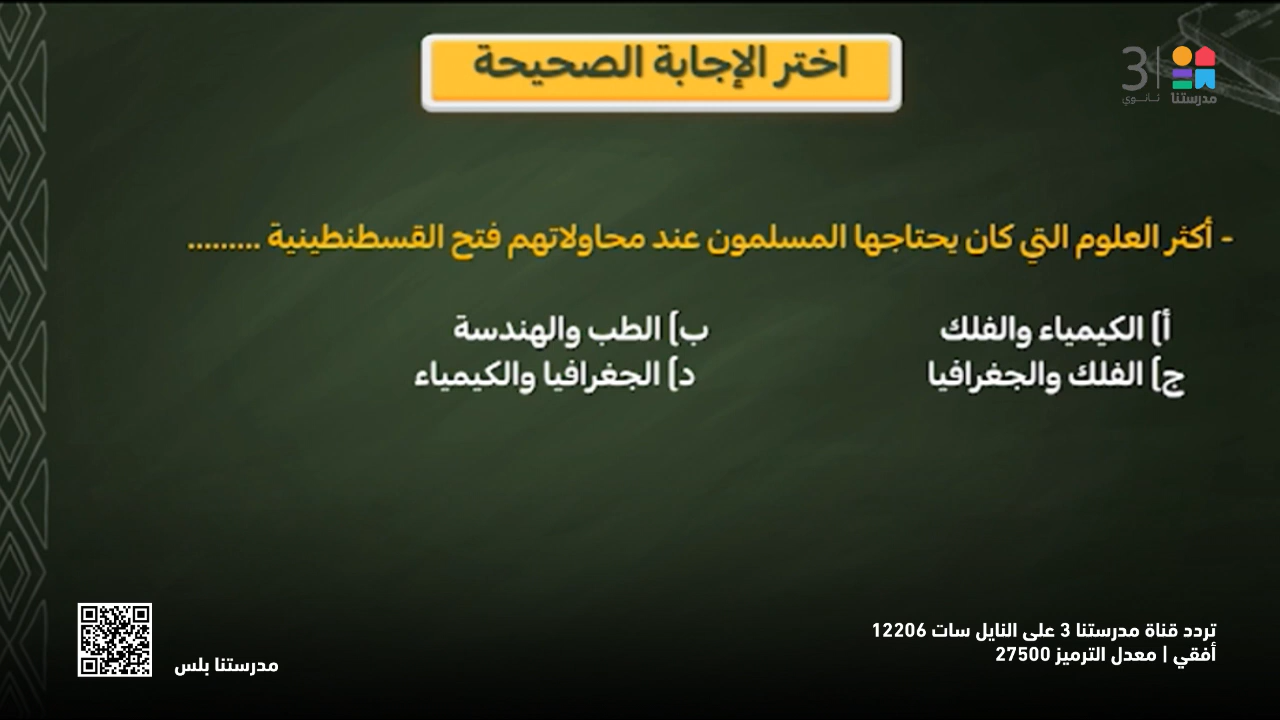 اختر الإجابة الصحيحة
3 ثانوي
مدرستنا
- أكثر العلوم التي كان يحتاجها المسلمون عند محاولاتهم فتح القسطنطينية .........
أ) الكيمياء والفلك ب) الطب والهندسة
ج) الفلك والجغرافيا د) الجغرافيا والكيمياء
تردد قناة مدرستنا 3 على النايل سات 12206
أفقي | معدل الترميز 27500
مدرستنا بلس